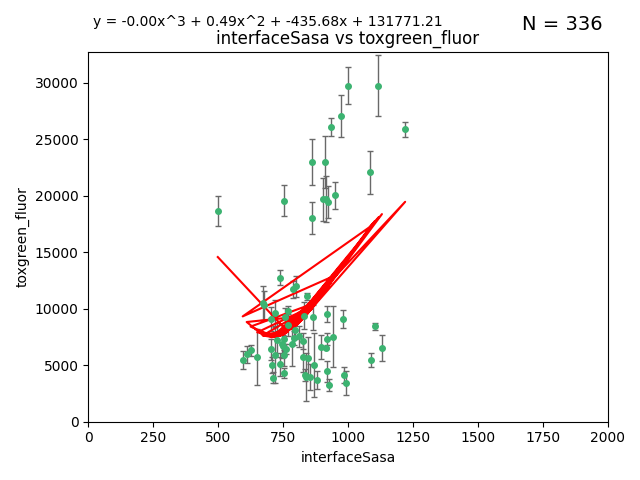 y = -0.00x^3 + 0.49x^2 + -435.68x + 131771.21
N = 336
interfaceSasa vs toxgreen_fluor
30000
25000
20000
15000
10000
5000
0
toxgreen_fluor
0 250 500 750 1000 1250 1500 1750 2000
interfaceSasa